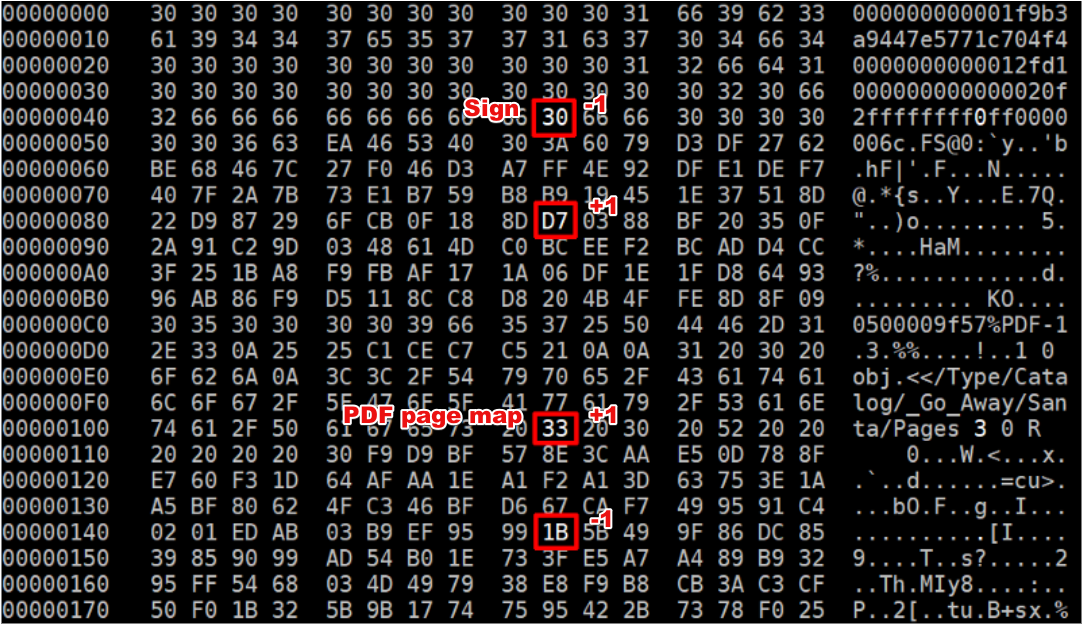 00000000 30 30 30 30 30 30 30 30 30 30 30 31 66 39 62 33 000000000001f9b3
00000010 61 39 34 34 37 65 35 37 37 31 63 37 30 34 66 34 a9447e5771c704f4
00000020 30 30 30 30 30 30 30 30 30 30 30 31 32 66 64 31 0000000000012fd1
00000030 30 30 30 30 30 30 30 30 30 30 30 30 30 32 30 66 000000000000020f
Sign -1
00000040 32 66 66 66 66 66 66 66 66 30 66 66 30 30 30 30 2ffffffff0ff0000
00000050 30 30 36 63 EA 46 53 40 30 3A 60 79 D3 DF 27 62 006c.FS@0:`y..'b
00000060 BE 68 46 7C 27 F0 46 D3 A7 FF 4E 92 DF E1 DE F7 .hF|'.F...N.....
00000070 40 7F 2A 7B 73 E1 B7 59 B8 B9 19 45 1E 37 51 8D @.*{s..Y...E.7Q.
+1
00000080 22 D9 87 29 6F CB 0F 18 8D D7 03 88 BF 20 35 0F "..)o........ 5.
00000090 2A 91 C2 9D 03 48 61 4D C0 BC EE F2 BC AD D4 CC *....HaM........
000000A0 3F 25 1B A8 F9 FB AF 17 1A 06 DF 1E 1F D8 64 93 ?%............d.
000000B0 96 AB 86 F9 D5 11 8C C8 D8 20 4B 4F FE 8D 8F 09 ......... KO....
000000C0 30 35 30 30 30 30 39 66 35 37 25 50 44 46 2D 31 0500009f57%PDF-1
000000D0 2E 33 0A 25 25 C1 CE C7 C5 21 0A 0A 31 20 30 20 .3.%%....!..1 0
000000E0 6F 62 6A 0A 3C 3C 2F 54 79 70 65 2F 43 61 74 61 obj.<</Type/Cata
000000F0 6C 6F 67 2F 5F 47 6F 5F 41 77 61 79 2F 53 61 6E log/_Go_Away/San
PDF page map +1
00000100 74 61 2F 50 61 67 65 73 20 33 20 30 20 52 20 20 ta/Pages 3 0 R
00000110 20 20 20 20 30 F9 D9 BF 57 8E 3C AA E5 0D 78 8F     0...W.<...x.
00000120 E7 60 F3 1D 64 AF AA 1E A1 F2 A1 3D 63 75 3E 1A .`..d......=cu>.
00000130 A5 BF 80 62 4F C3 46 BF D6 67 CA F7 49 95 91 C4 ...bO.F..g..I...
-1
00000140 02 01 ED AB 03 B9 EF 95 99 1B 5B 49 9F 86 DC 85 ..........[I....
00000150 39 85 90 99 AD 54 B0 1E 73 3F E5 A7 A4 89 B9 32 9....T..s?.....2
00000160 95 FF 54 68 03 4D 49 79 38 E8 F9 B8 CB 3A C3 CF ..Th.MIy8....:..
00000170 50 F0 1B 32 5B 9B 17 74 75 95 42 2B 73 78 F0 25 P..2[..tu.B+sx.%